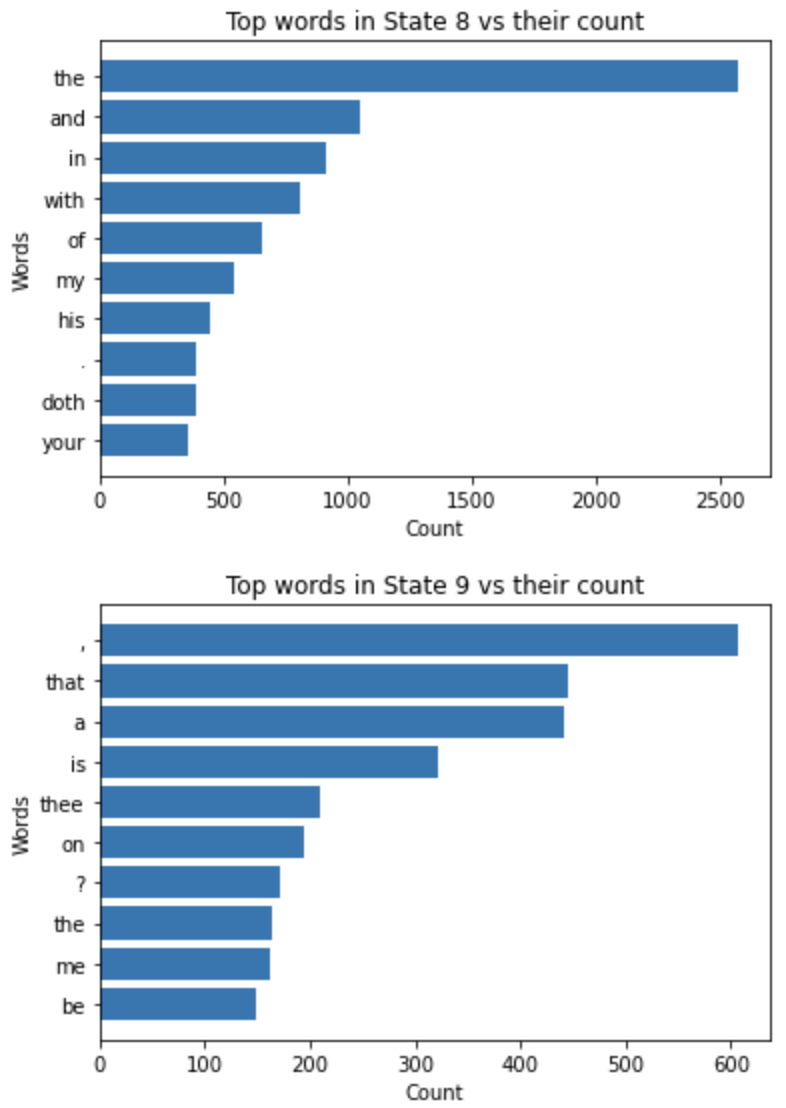 Top words in State 8 vs their count
the
and
in
with
of
my
his
.
doth
your
Words
0 500 1000 1500 2000 2500
Count
Top words in State 9 vs their count
,
that
a
is
thee
on
?
the
me
be
Words
0 100 200 300 400 500 600
Count